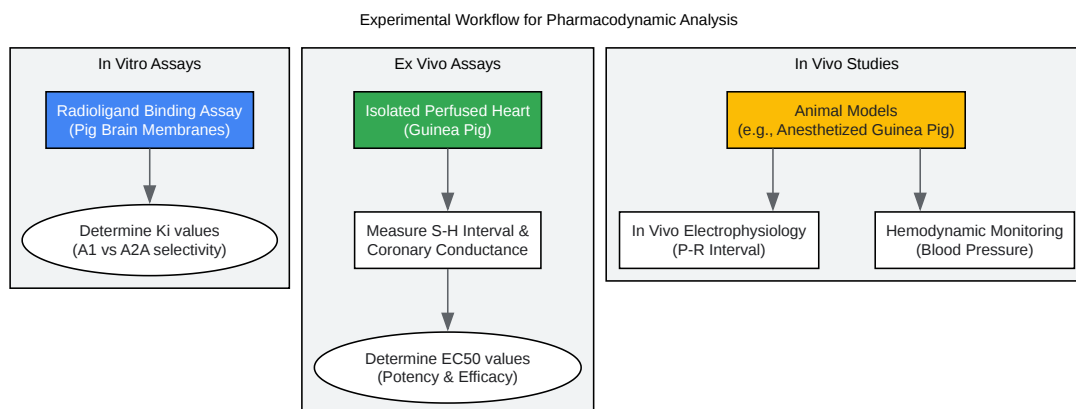 Experimental Workflow for Pharmacodynamic Analysis
In Vitro Assays
Radioligand Binding Assay
(Pig Brain Membranes)
Determine Ki values
(A1 vs A2A selectivity)
Ex Vivo Assays
Isolated Perfused Heart
(Guinea Pig)
Measure S-H Interval &
Coronary Conductance
Determine EC50 values
(Potency & Efficacy)
In Vivo Studies
Animal Models
(e.g., Anesthetized Guinea Pig)
In Vivo Electrophysiology
(P-R Interval)
Hemodynamic Monitoring
(Blood Pressure)